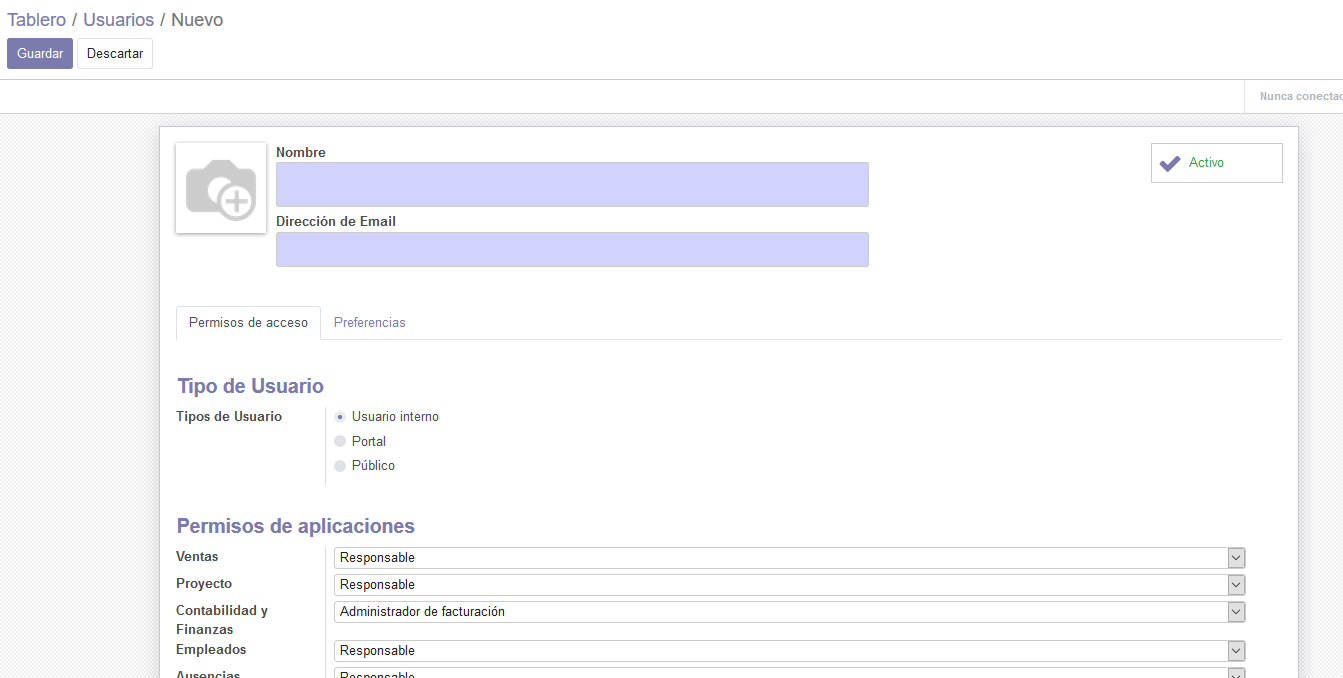 Tablero / Usuarios / Nuevo
Guardar Descartar
Nunca conectad
Nombre
Activo
Dirección de Email
Permisos de acceso Preferencias
Tipo de Usuario
Tipos de Usuario Usuario interno
Portal
Público
Permisos de aplicaciones
Ventas Responsable
Proyecto Responsable
Contabilidad y Administrador de facturación
Finanzas
Empleados Responsable
Ausencias Responsable